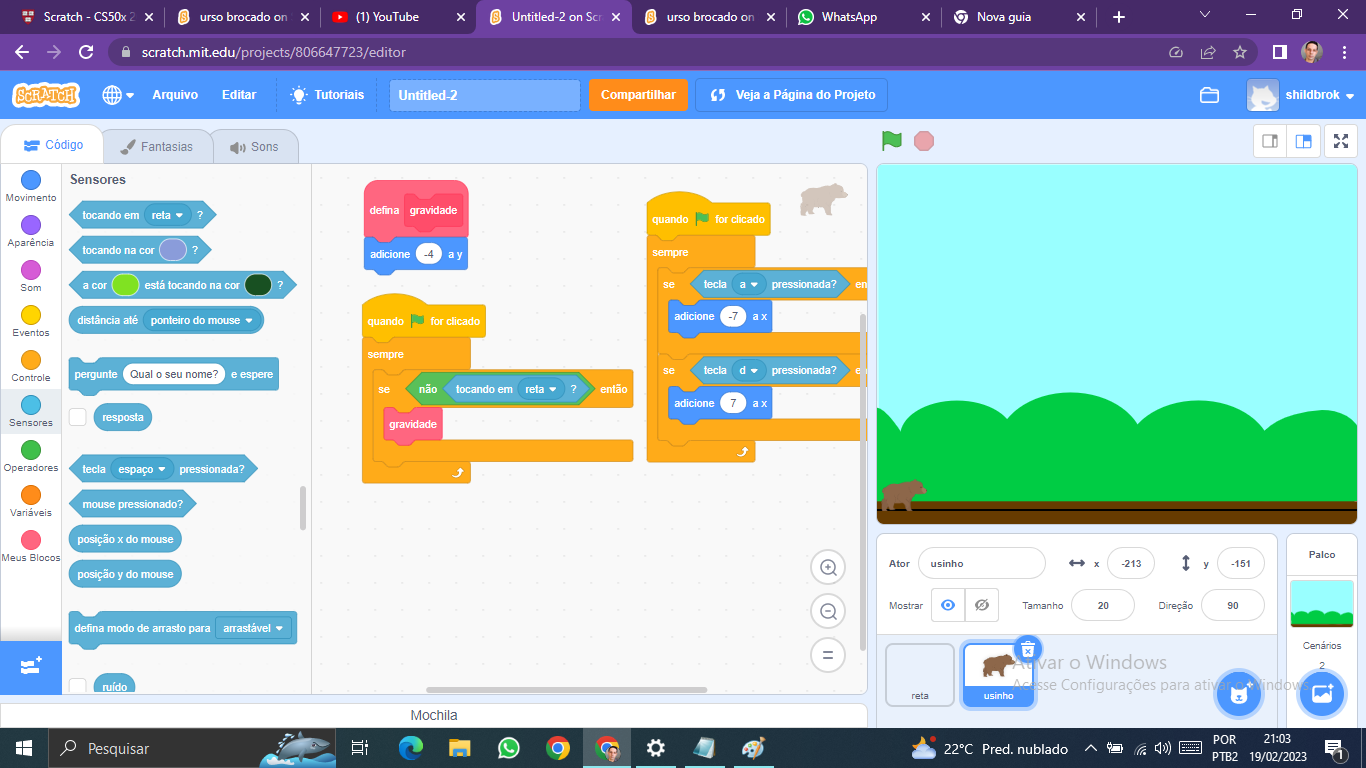 Scratch - CS50x 2
urso brocado on
(1) YouTube
Untitled-2 on Scr
urso brocado on
WhatsApp
Nova guia
scratch.mit.edu/projects/806647723/editor
SCRATCH
Arquivo
Editar
Tutoriais
Untitled-2
Compartilhar
Veja a Página do Projeto
shildbrok
Código
Fantasias
Sons
Movimento
Aparência
Som
Eventos
Controle
Sensores
Operadores
Variáveis
Meus Blocos
Sensores
tocando em reta ?
tocando na cor ?
a cor está tocando na cor ?
distância até ponteiro do mouse
pergunte Qual o seu nome? e espere
resposta
tecla espaço pressionada?
mouse pressionado?
posição x do mouse
posição y do mouse
defina modo de arrasto para arrastável
ruído
defina gravidade
adicione -4 a y
quando for clicado
sempre
se não tocando em reta ? então
gravidade
quando for clicado
sempre
se tecla a pressionada? en
adicione -7 a x
se tecla d pressionada? en
adicione 7 a x
Mochila
Ator usinho x -213 y -151
Mostrar Tamanho 20 Direção 90
reta
usinho
Palco
Cenários
2
Ativar o Windows
Acesse Configurações para ativar o Windows.
Pesquisar
22°C Pred. nublado
POR
PTB2
21:03
19/02/2023
1